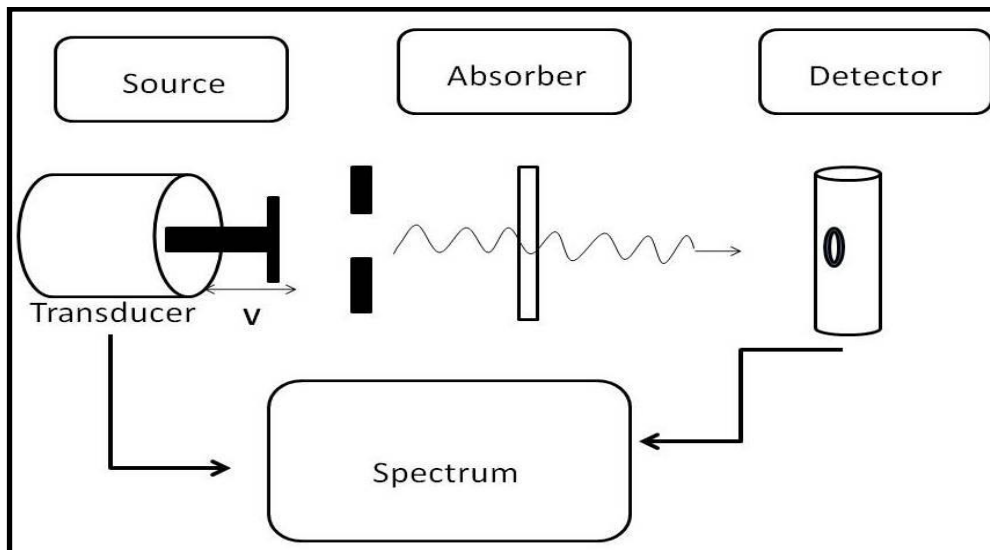 Source
Absorber
Detector
Transducer
v
Spectrum